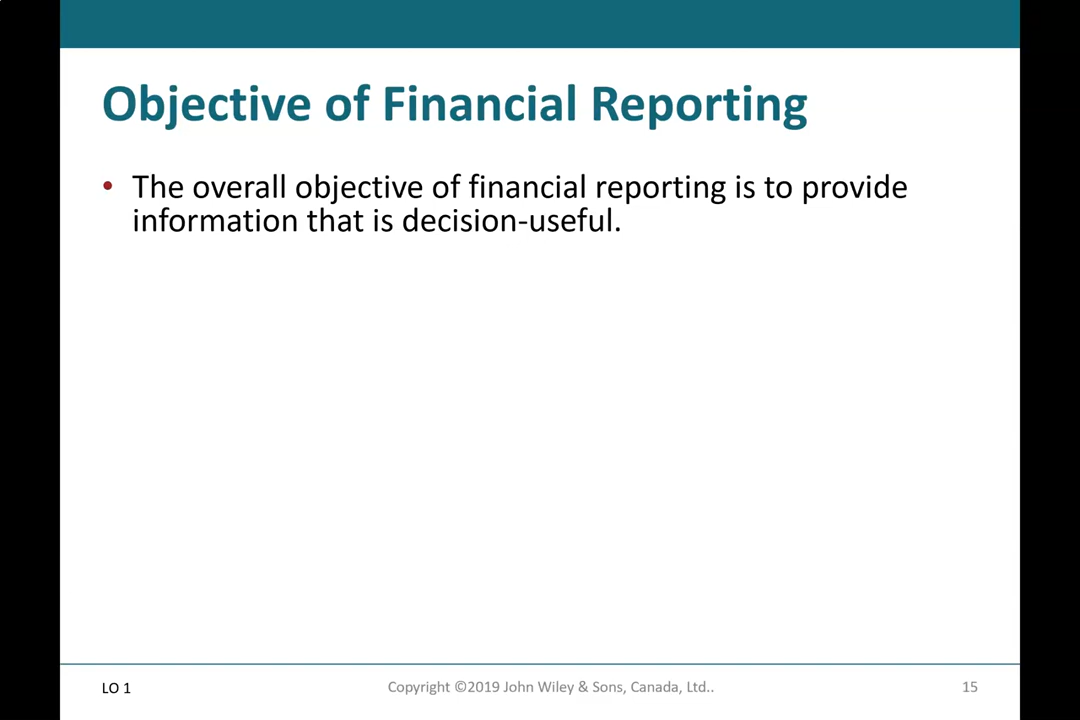 Objective of Financial Reporting
• The overall objective of financial reporting is to provide
information that is decision-useful.
LO 1
Copyright ©2019 John Wiley & Sons, Canada, Ltd..
15